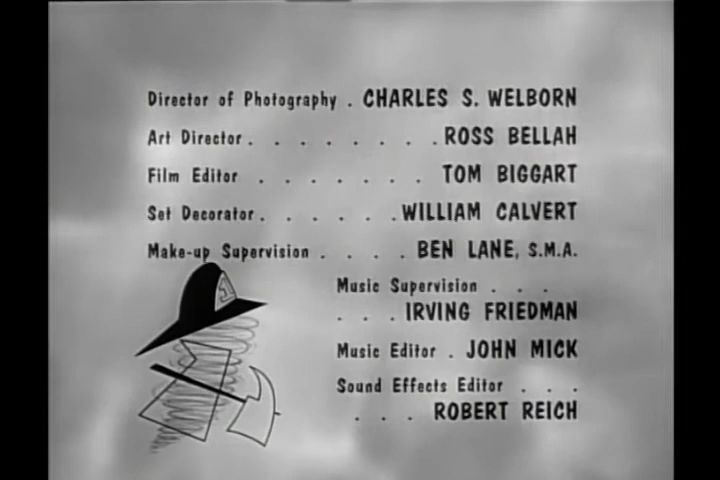 Director of Photography . CHARLES S. WELBORN
Art Director . . . . . . . . ROSS BELLAH
Film Editor . . . . . . . TOM BIGGART
Set Decorator . . . . . . WILLIAM CALVERT
Make-up Supervision . . . . BEN LANE, S.M.A.
Music Supervision . . .
. . . IRVING FRIEDMAN
Music Editor . JOHN MICK
Sound Effects Editor . . .
. . . ROBERT REICH
1